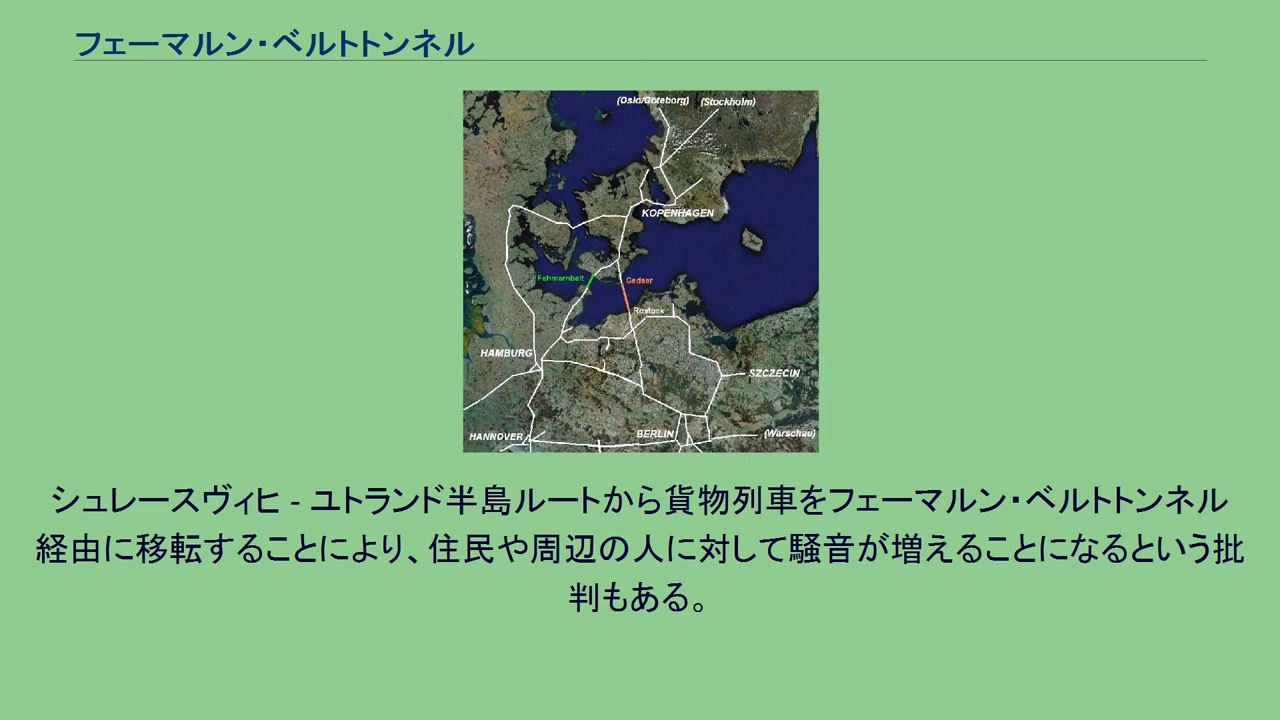 フェーマルン・ベルトトンネル
(Oslo/Göteborg) (Stockholm)
KOPENHAGEN
Fehmarnbelt
Gedser
Rostock
HAMBURG
SZCZECIN
HANNOVER
BERLIN
(Warschau)
シュレースヴィヒ - ユトランド半島ルートから貨物列車をフェーマルン・ベルトトンネル
経由に移転することにより、住民や周辺の人に対して騒音が増えることになるという批
判もある。